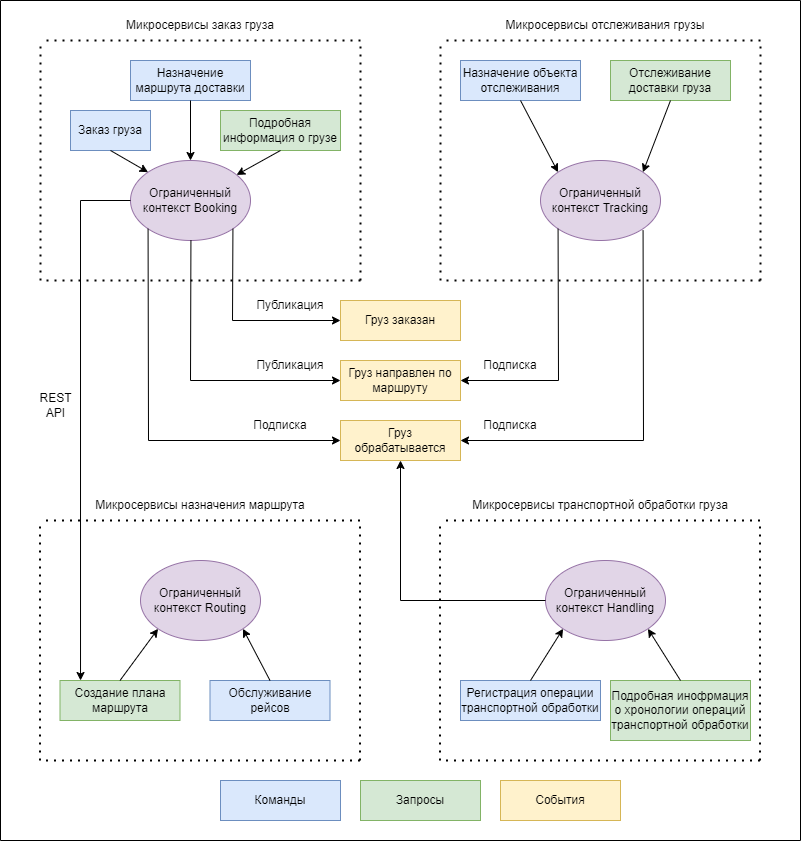 Микросервисы заказ груза
Микросервисы отслеживания грузы
Назначение
маршрута доставки
Назначение объекта
отслеживания
Отслеживание
доставки груза
Заказ груза
Подробная
информация о грузе
Ограниченный
контекст Booking
Ограниченный
контекст Tracking
Публикация
Груз заказан
Публикация
Груз направлен по
маршруту
Подписка
REST
API
Подписка
Груз
обрабатывается
Подписка
Микросервисы назначения маршрута
Микросервисы транспортной обработки груза
Ограниченный
контекст Routing
Ограниченный
контекст Handling
Создание плана
маршрута
Обслуживание
рейсов
Регистрация операции
транспортной обработки
Подробная инофрмация
о хронологии операций
транспортной обработки
Команды
Запросы
События